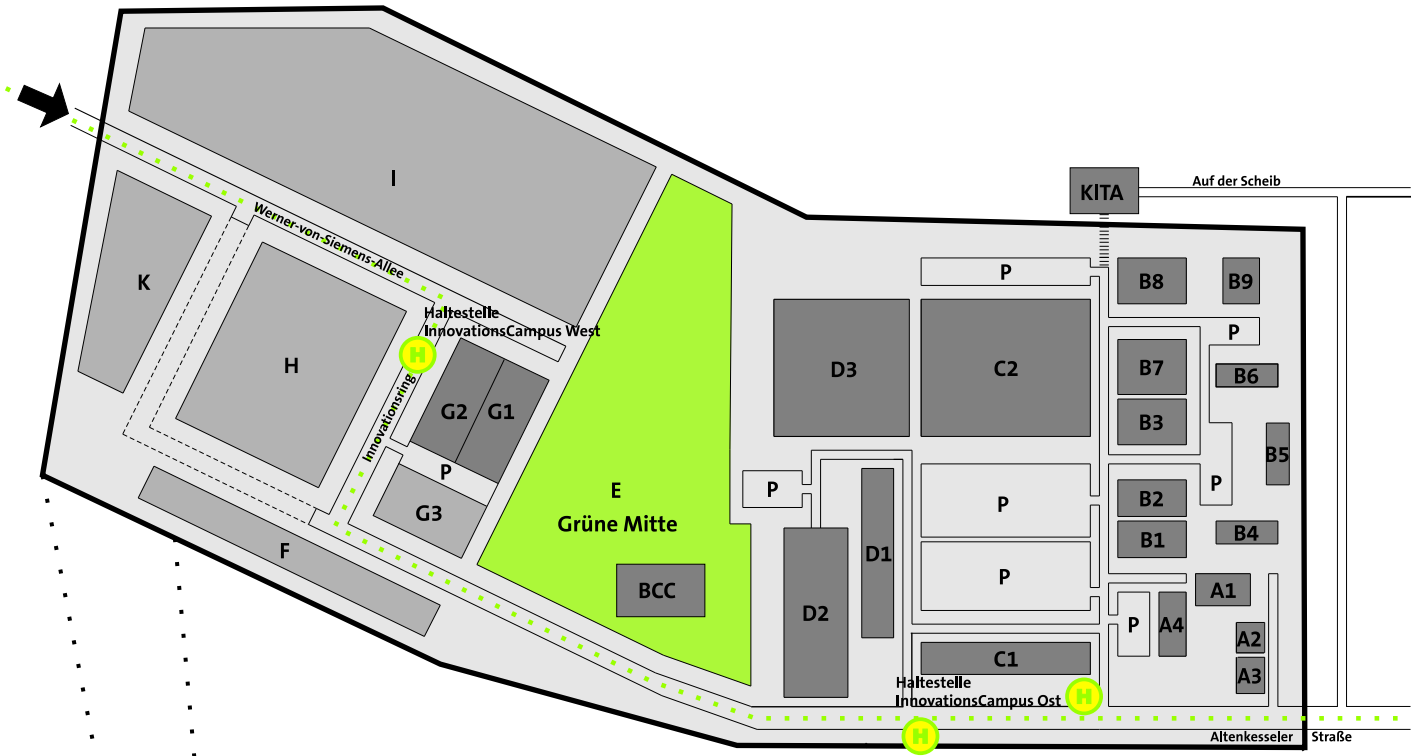 I
KITA
Auf der Scheib
Werner-von-Siemens-Allee
K
P
B8
B9
Haltestelle
InnovationsCampus West
H
P
H
D3
C2
B7
B6
Innovationsring
G2
G1
B3
B5
P
E
P
P
P
G3
Grüne Mitte
B2
F
B1
B4
D1
BCC
P
A1
D2
P
A4
A2
C1
A3
Haltestelle
InnovationsCampus Ost
H
H
Altenkesseler Straße